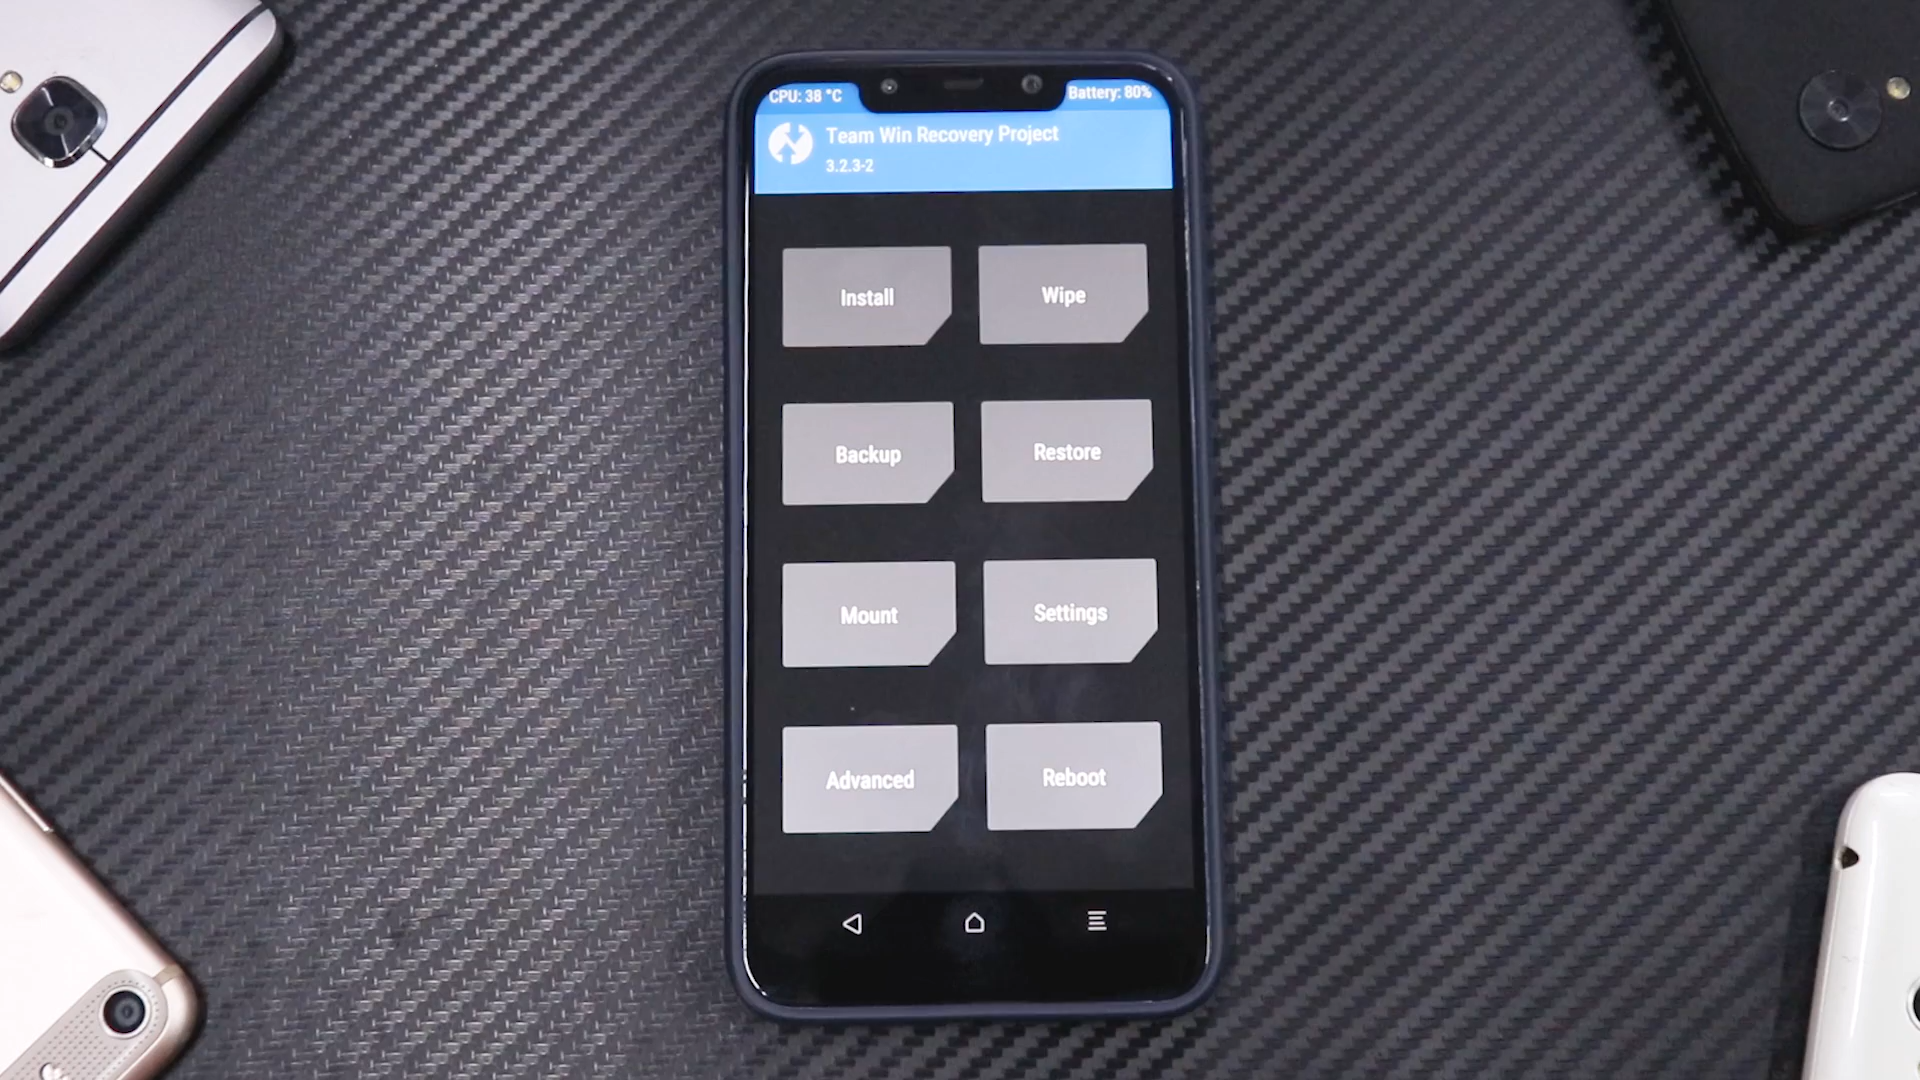 CPU: 38 °C
Battery: 80%
Team Win Recovery Project
3.2.3-2
Install
Wipe
Backup
Restore
Mount
Settings
Advanced
Reboot